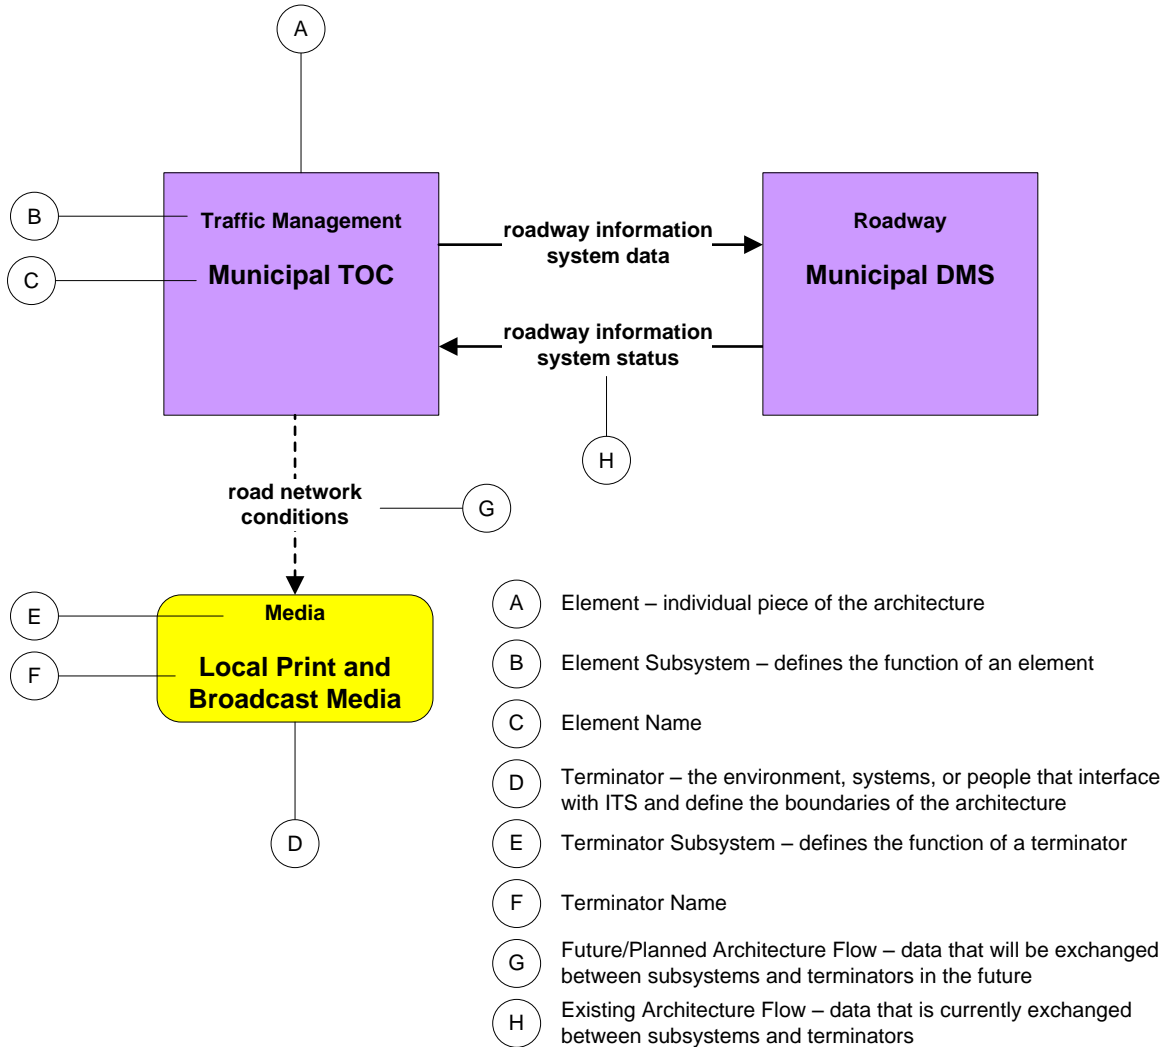 A
B
Traffic Management
C
Municipal TOC
roadway information
system data
Roadway
Municipal DMS
roadway information
system status
H
road network
conditions
G
E
Media
F
Local Print and
Broadcast Media
D
A Element – individual piece of the architecture
B Element Subsystem – defines the function of an element
C Element Name
D Terminator – the environment, systems, or people that interface
with ITS and define the boundaries of the architecture
E Terminator Subsystem – defines the function of a terminator
F Terminator Name
G Future/Planned Architecture Flow – data that will be exchanged
between subsystems and terminators in the future
H Existing Architecture Flow – data that is currently exchanged
between subsystems and terminators